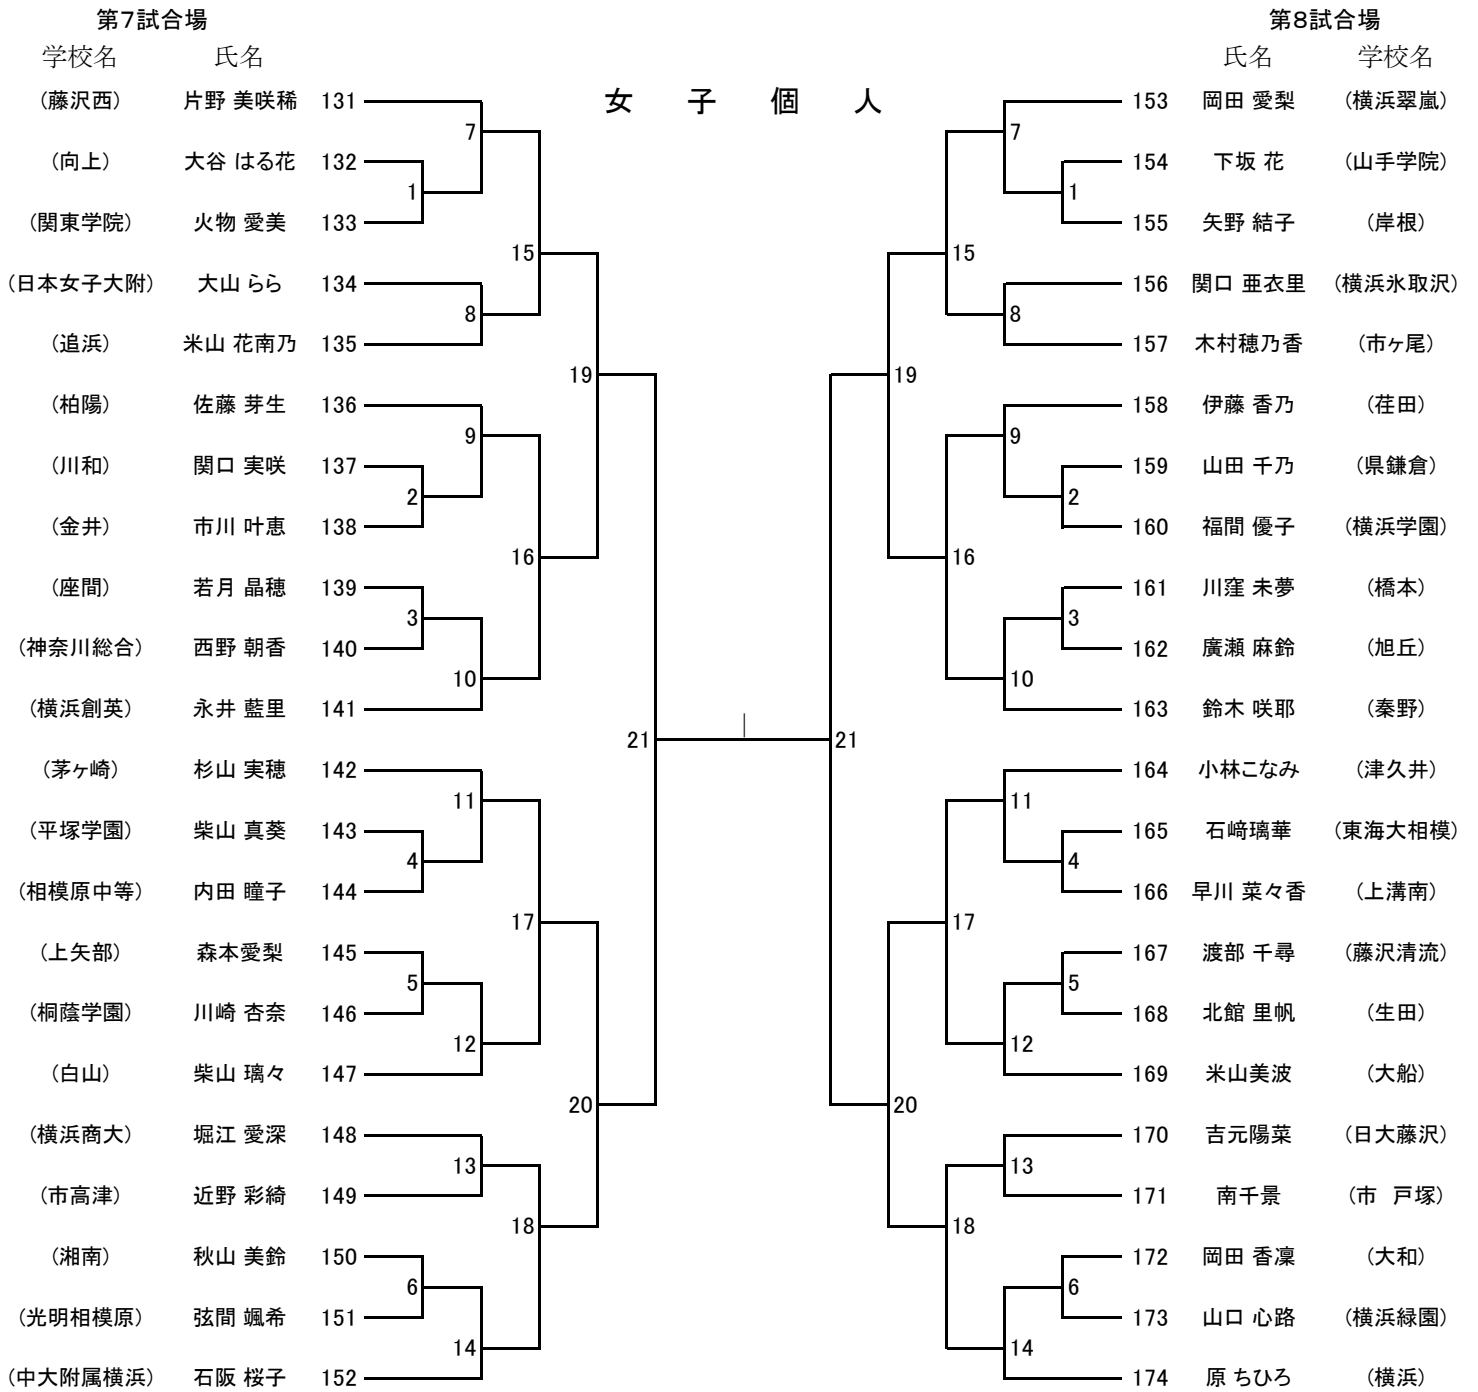 第7試合場 第8試合場
学校名 氏名 氏名 学校名
女 子 個 人
(藤沢西) 片野 美咲稀 131 153 岡田 愛梨 (横浜翠嵐)
7 7
(向上) 大谷 はる花 132 154 下坂 花 (山手学院)
1 1
(関東学院) 火物 愛美 133 155 矢野 結子 (岸根)
15 15
(日本女子大附) 大山 らら 134 156 関口 亜衣里 (横浜氷取沢)
8 8
(追浜) 米山 花南乃 135 157 木村穂乃香 (市ヶ尾)
19 19
(柏陽) 佐藤 芽生 136 158 伊藤 香乃 (荏田)
9 9
(川和) 関口 実咲 137 159 山田 千乃 (県鎌倉)
2 2
(金井) 市川 叶恵 138 160 福間 優子 (横浜学園)
16 16
(座間) 若月 晶穂 139 161 川窪 未夢 (橋本)
3 3
(神奈川総合) 西野 朝香 140 162 廣瀬 麻鈴 (旭丘)
10 10
(横浜創英) 永井 藍里 141 163 鈴木 咲耶 (秦野)
21 21
(茅ヶ崎) 杉山 実穂 142 164 小林こなみ (津久井)
11 11
(平塚学園) 柴山 真葵 143 165 石﨑璃華 (東海大相模)
4 4
(相模原中等) 内田 瞳子 144 166 早川 菜々香 (上溝南)
17 17
(上矢部) 森本愛梨 145 167 渡部 千尋 (藤沢清流)
5 5
(桐蔭学園) 川崎 杏奈 146 168 北館 里帆 (生田)
12 12
(白山) 柴山 璃々 147 169 米山美波 (大船)
20 20
(横浜商大) 堀江 愛深 148 170 吉元陽菜 (日大藤沢)
13 13
(市高津) 近野 彩綺 149 171 南千景 (市 戸塚)
18 18
(湘南) 秋山 美鈴 150 172 岡田 香凜 (大和)
6 6
(光明相模原) 弦間 颯希 151 173 山口 心路 (横浜緑園)
14 14
(中大附属横浜) 石阪 桜子 152 174 原 ちひろ (横浜)